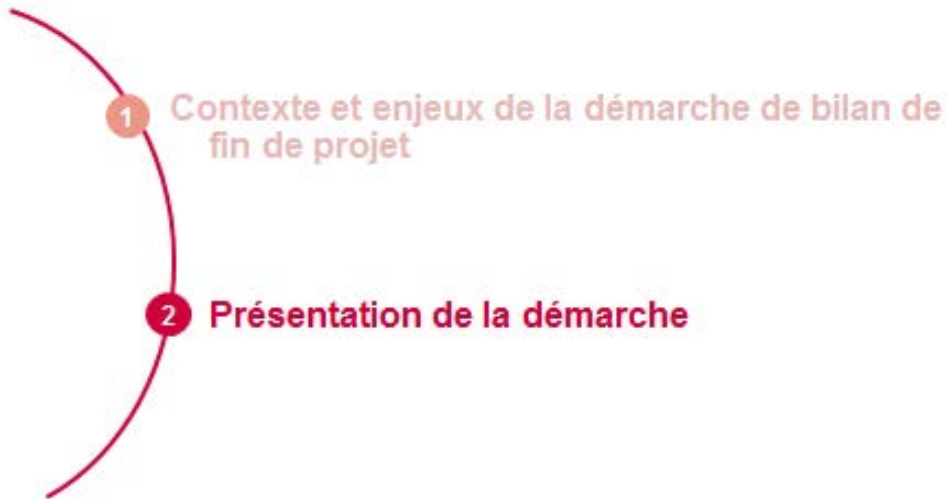 1 Contexte et enjeux de la démarche de bilan de
fin de projet
2 Présentation de la démarche